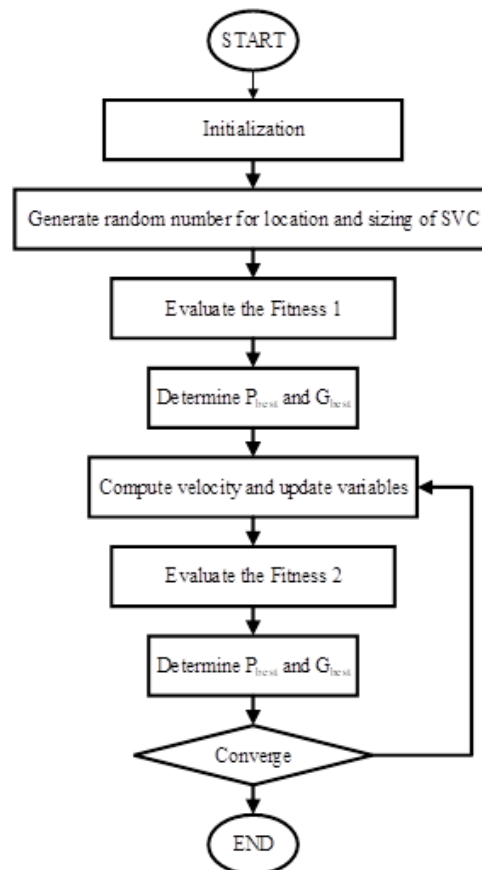 START
Initialization
Generate random number for location and sizing of SVC
Evaluate the Fitness 1
Determine Pbest and Gbest
Compute velocity and update variables
Evaluate the Fitness 2
Determine Pbest and Gbest
Converge
END